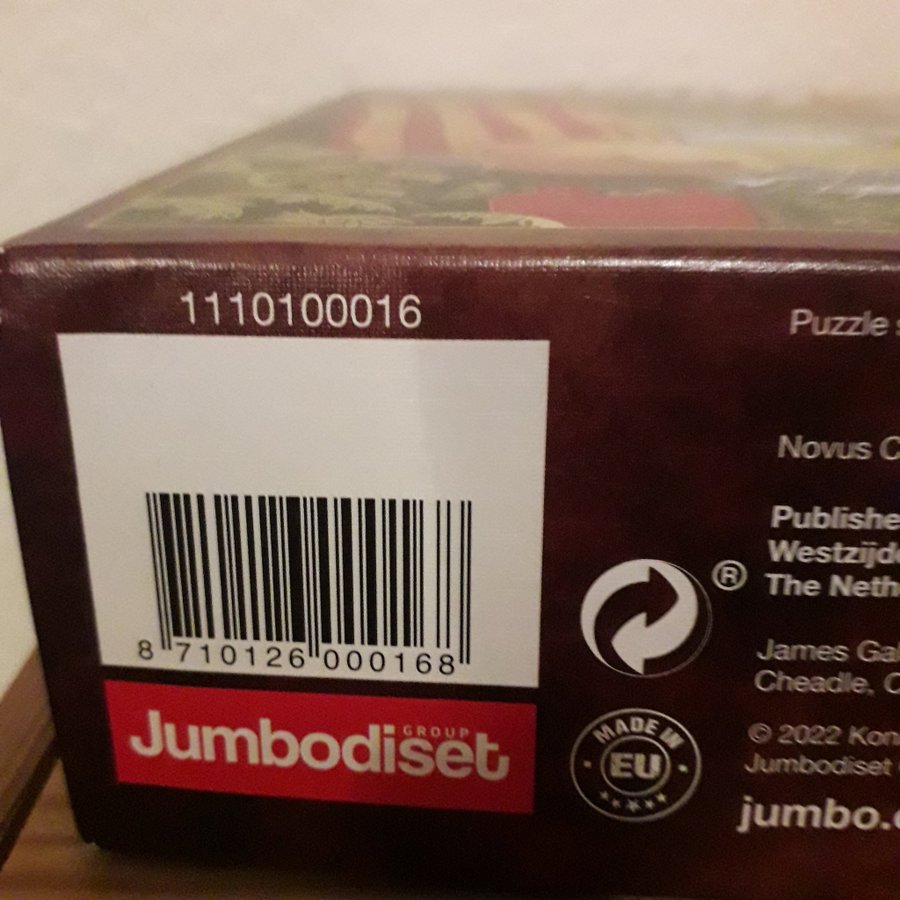 1110100016
8 710126 000168
Jumbodiset
GROUP
®
MADE IN
EU
Puzzle
Novus
Publishe
Westzijd
The Neth
James Gal
Cheadle,
© 2022 Kon
Jumbodiset
jumbo.